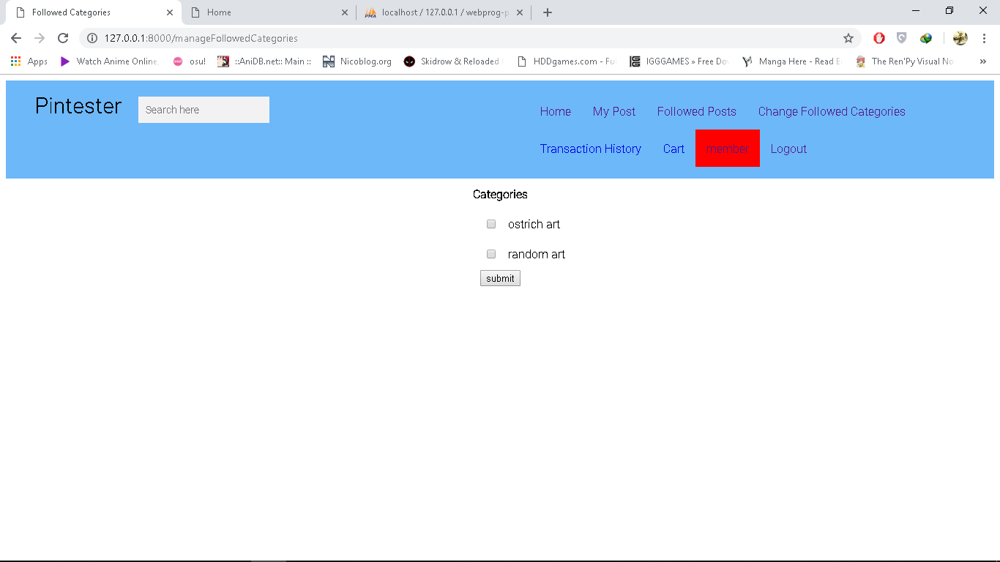 Followed Categories
Home
PMA
localhost / 127.0.0.1 / webprog-p
127.0.0.1:8000/manageFollowedCategories
Apps
Watch Anime Online,
osu!
::AniDB.net:: Main ::
Nicoblog.org
Skidrow & Reloaded
HDDgames.com - Ful
IGGGAMES » Free Do
Manga Here - Read
The Ren'Py Visual No
»
Pintester
Search here
Home My Post Followed Posts Change Followed Categories
Transaction History Cart member Logout
Categories
ostrich art
random art
submit